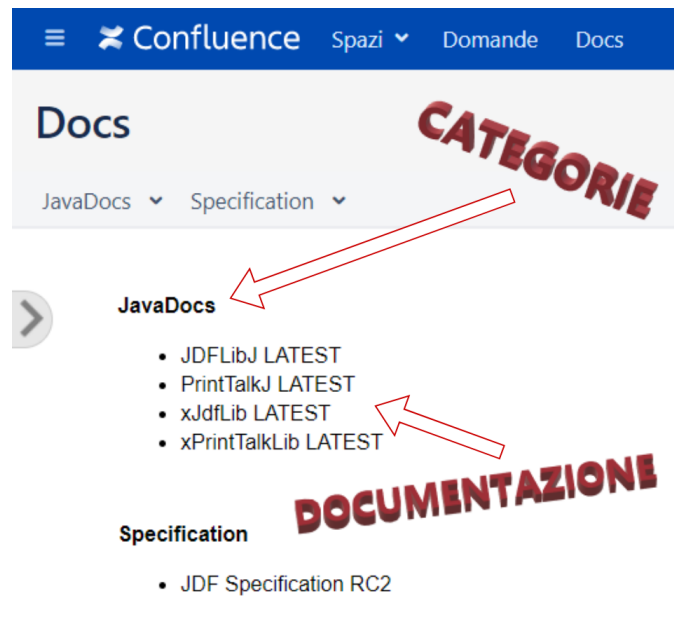 Confluence Spazi Domande Docs
Docs
CATEGORIE
JavaDocs Specification
JavaDocs
JDFLibJ LATEST
PrintTalkJ LATEST
xJdfLib LATEST
xPrintTalkLib LATEST
DOCUMENTAZIONE
Specification
JDF Specification RC2